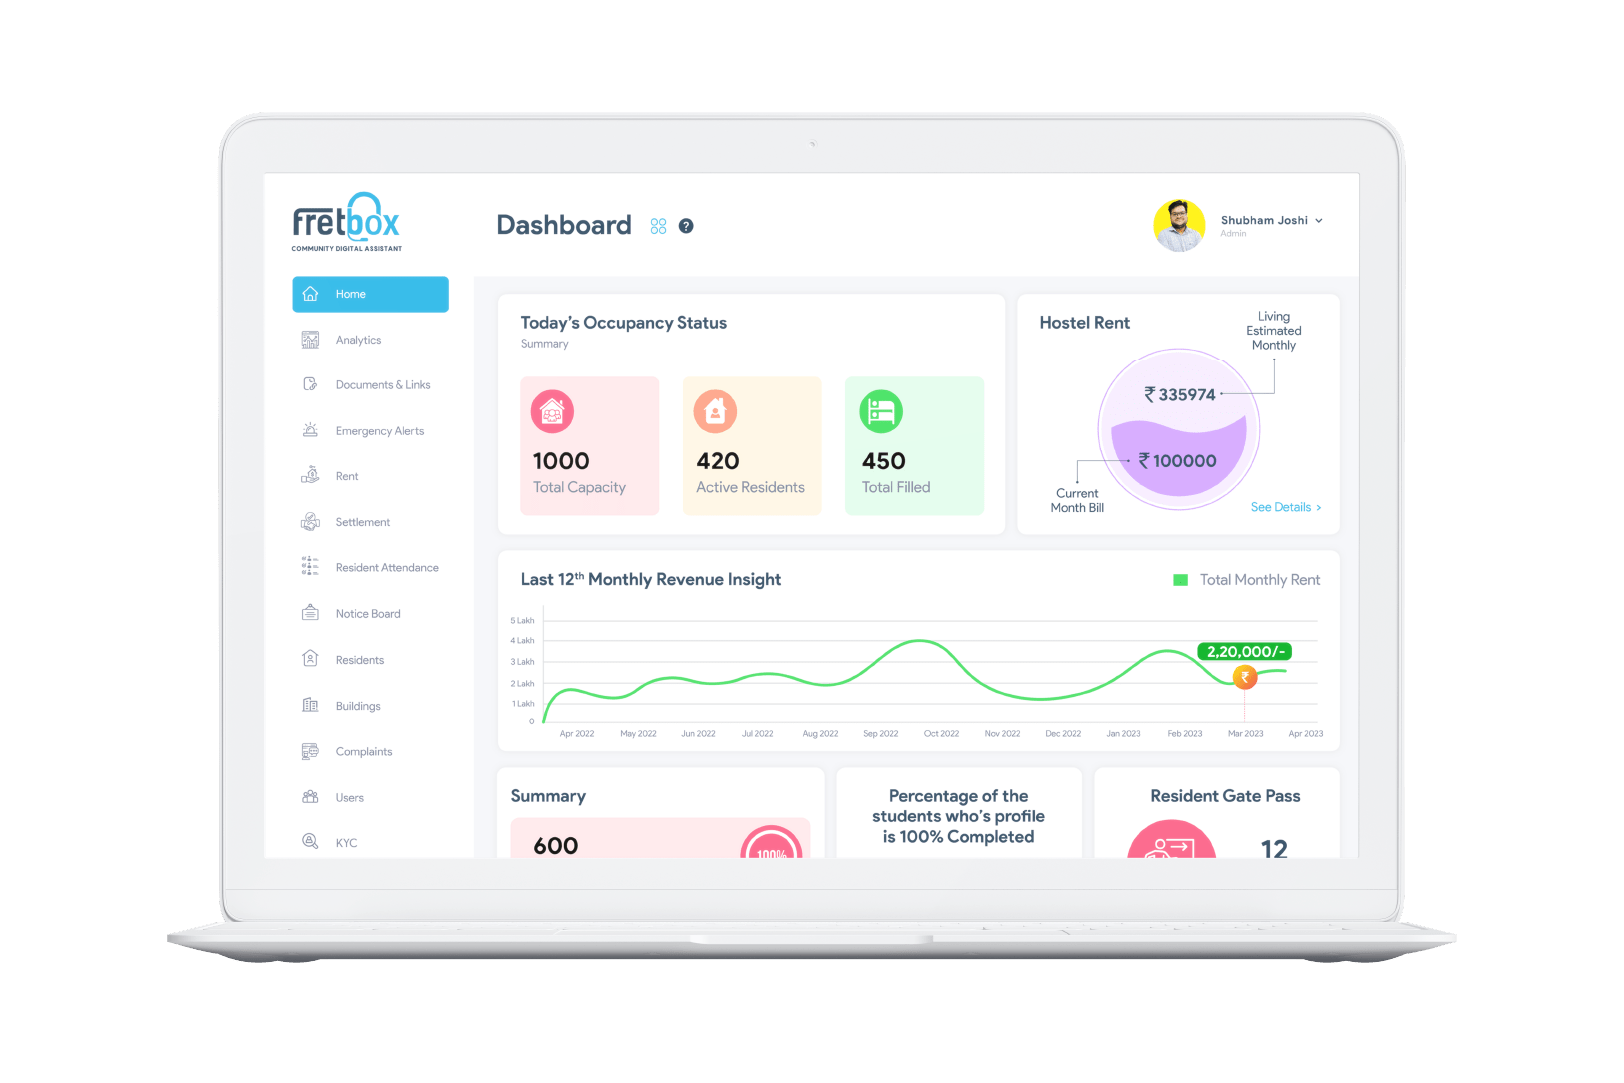 fretbox
COMMUNITY DIGITAL ASSISTANT
Dashboard
?
Shubham Joshi
Admin
Home
Analytics
Documents & Links
Emergency Alerts
Rent
Settlement
Resident Attendance
Notice Board
Residents
Buildings
Complaints
Users
KYC
Today's Occupancy Status
Summary
1000
Total Capacity
420
Active Residents
450
Total Filled
Hostel Rent
Living
Estimated
Monthly
₹ 335974
₹ 100000
Current
Month Bill
See Details >
Last 12th Monthly Revenue Insight
Total Monthly Rent
5 Lakh
4 Lakh
3 Lakh
2 Lakh
1 Lakh
0
2,20,000/-
₹
Apr 2022 May 2022 Jun 2022 Jul 2022 Aug 2022 Sep 2022 Oct 2022 Nov 2022 Dec 2022 Jan 2023 Feb 2023 Mar 2023 Apr 2023
Summary
600
100%
Percentage of the
students who's profile
is 100% Completed
Resident Gate Pass
12